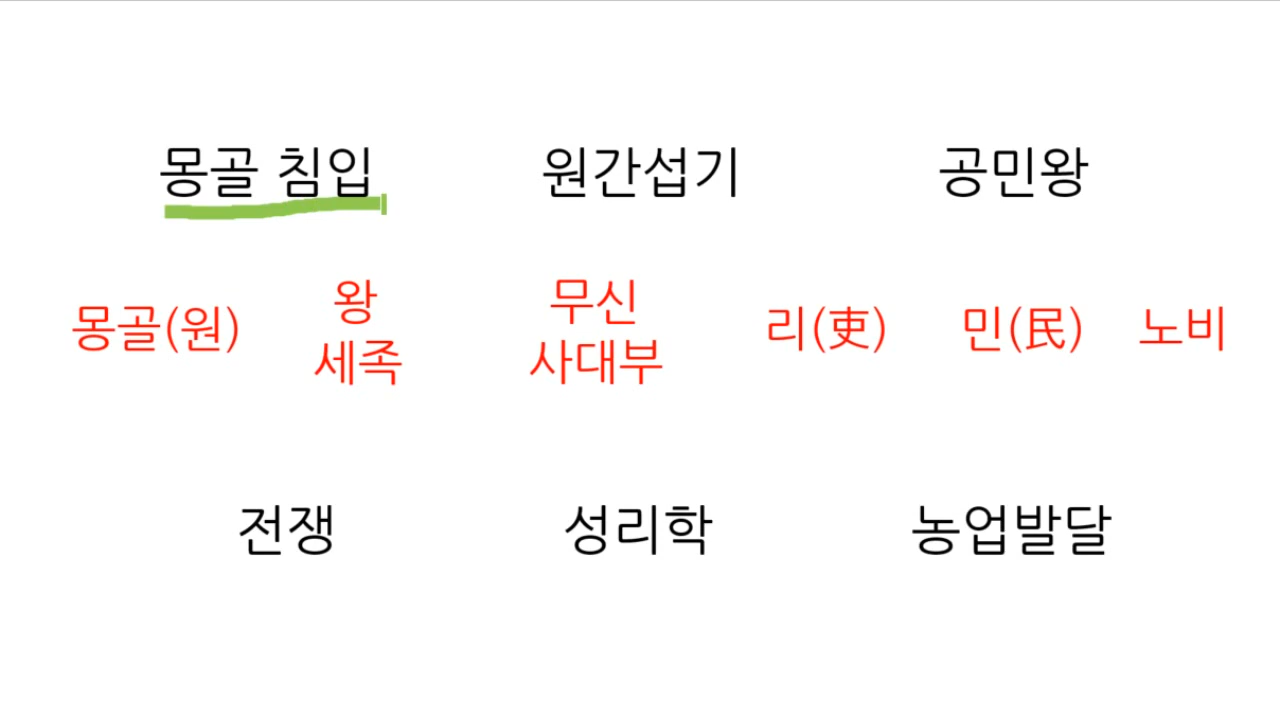 몽골 침입 원간섭기 공민왕
몽골(원) 왕 세족 무신 사대부 리(吏) 민(民) 노비
전쟁 성리학 농업발달